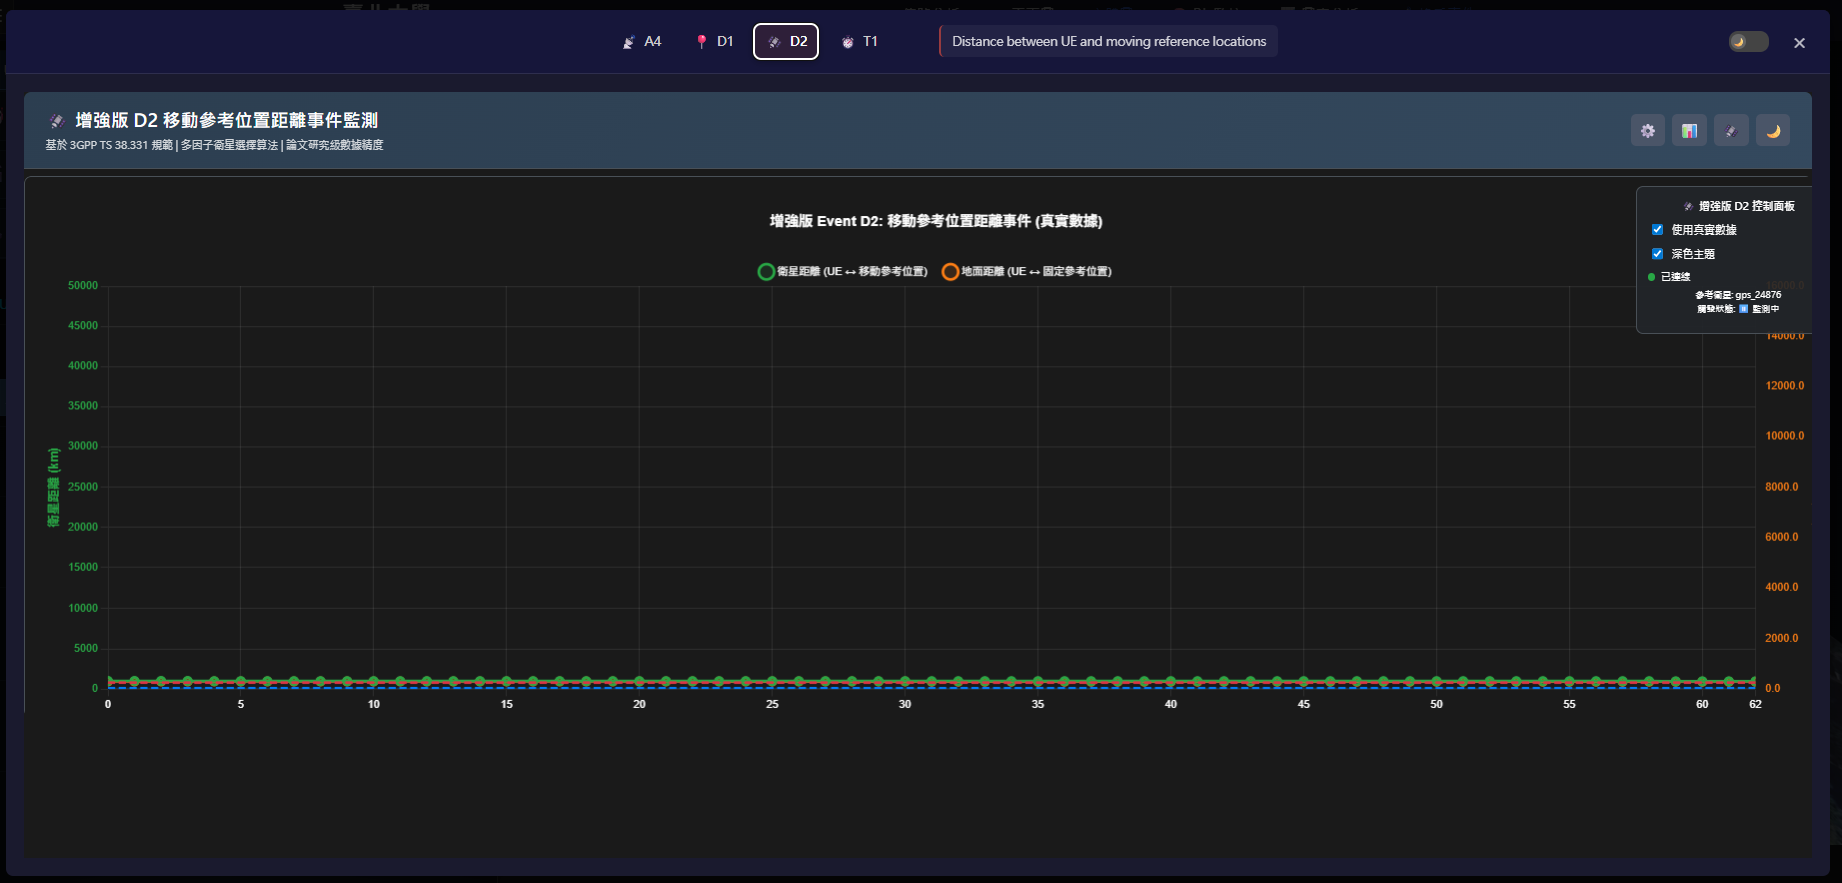 A4 D1 D2 T1 Distance between UE and moving reference locations
增強版 D2 移動參考位置距離事件監測
基於 3GPP TS 38.331 規範 | 多因子衛星選擇算法 | 論文研究級數據精度
增強版 Event D2: 移動參考位置距離事件 (真實數據)
衛星距離 (UE ↔ 移動參考位置) 地面距離 (UE ↔ 固定參考位置)
增強版 D2 控制面板
使用真實數據
深色主題
已連線
參考衛星: gps_24876
觸發狀態: 監測中
衛星距離 (km)
50000
45000
40000
35000
30000
25000
20000
15000
10000
5000
0
14000.0
12000.0
10000.0
8000.0
6000.0
4000.0
2000.0
0.0
0 5 10 15 20 25 30 35 40 45 50 55 60 62